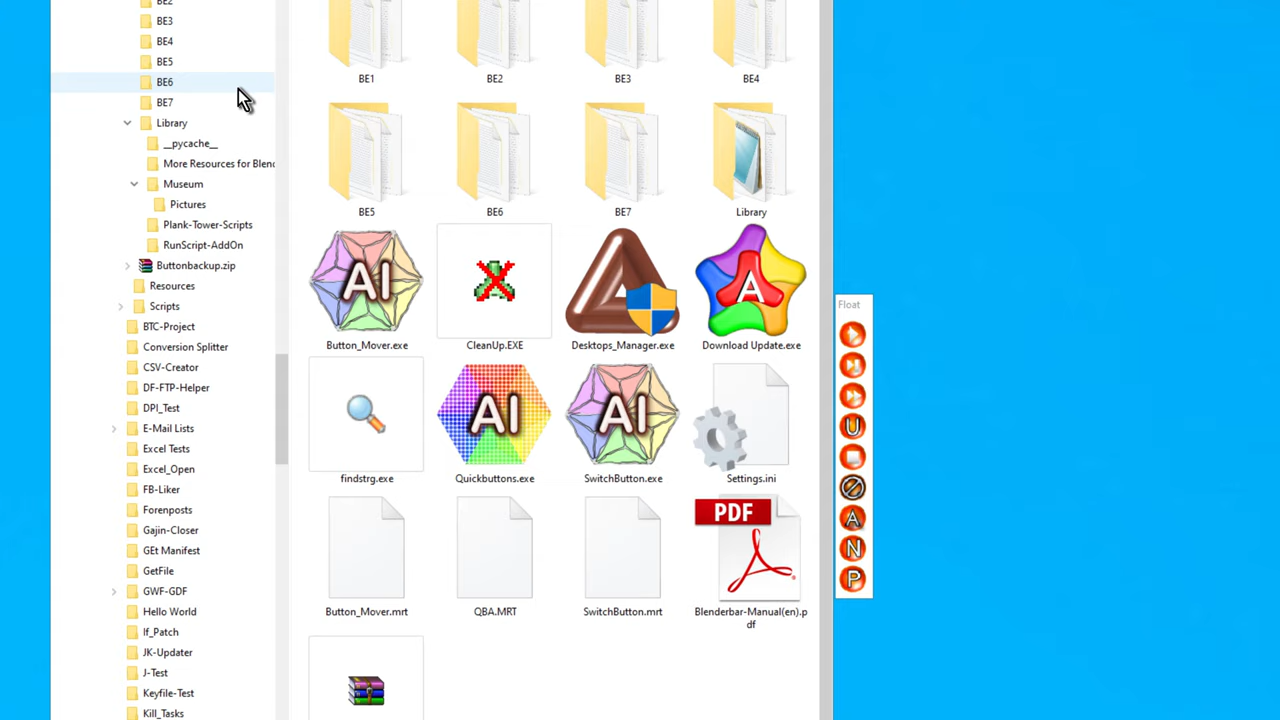 BE2
BE3
BE4
BE5
BE6
BE7
Library
__pycache__
More Resources for Blend
Museum
Pictures
Plank-Tower-Scripts
RunScript-AddOn
Buttonbackup.zip
Resources
Scripts
BTC-Project
Conversion Splitter
CSV-Creator
DF-FTP-Helper
DPI_Test
E-Mail Lists
Excel Tests
Excel_Open
FB-Liker
Forenposts
Gajin-Closer
GEt Manifest
GetFile
GWF-GDF
Hello World
If_Patch
JK-Updater
J-Test
Keyfile-Test
Kill_Tasks
BE1
BE2
BE3
BE4
BE5
BE6
BE7
Library
AI
A
Button_Mover.exe
CleanUp.EXE
Desktops_Manager.exe
Download Update.exe
AI
AI
findstrg.exe
Quickbuttons.exe
SwitchButton.exe
Settings.ini
PDF
Button_Mover.mrt
QBA.MRT
SwitchButton.mrt
Blenderbar-Manual(en).p
df
Float
U
A
N
P